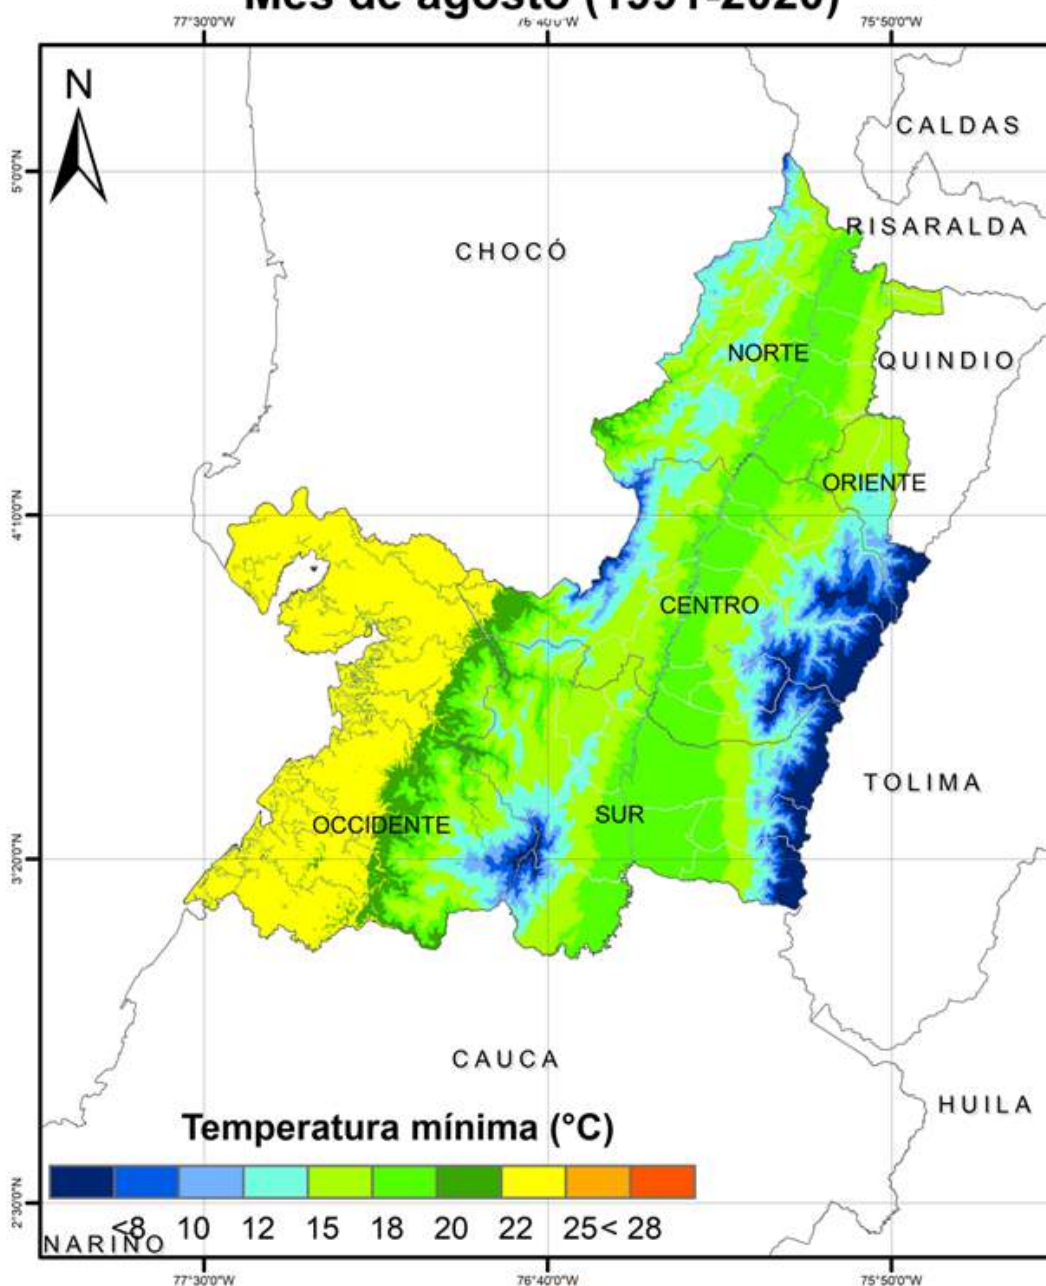 Mes de agosto (1991-2020)
77°30'0"W 76°40'0"W 75°50'0"W
N
CALDAS
5°0'0"N
RISARALDA
CHOCÓ
NORTE
QUINDIO
ORIENTE
4°10'0"N
CENTRO
TOLIMA
SUR
OCCIDENTE
3°20'0"N
CAUCA
HUILA
Temperatura mínima (°C)
2°30'0"N
<8 10 12 15 18 20 22 25< 28
NARIÑO
77°30'0"W 76°40'0"W 75°50'0"W